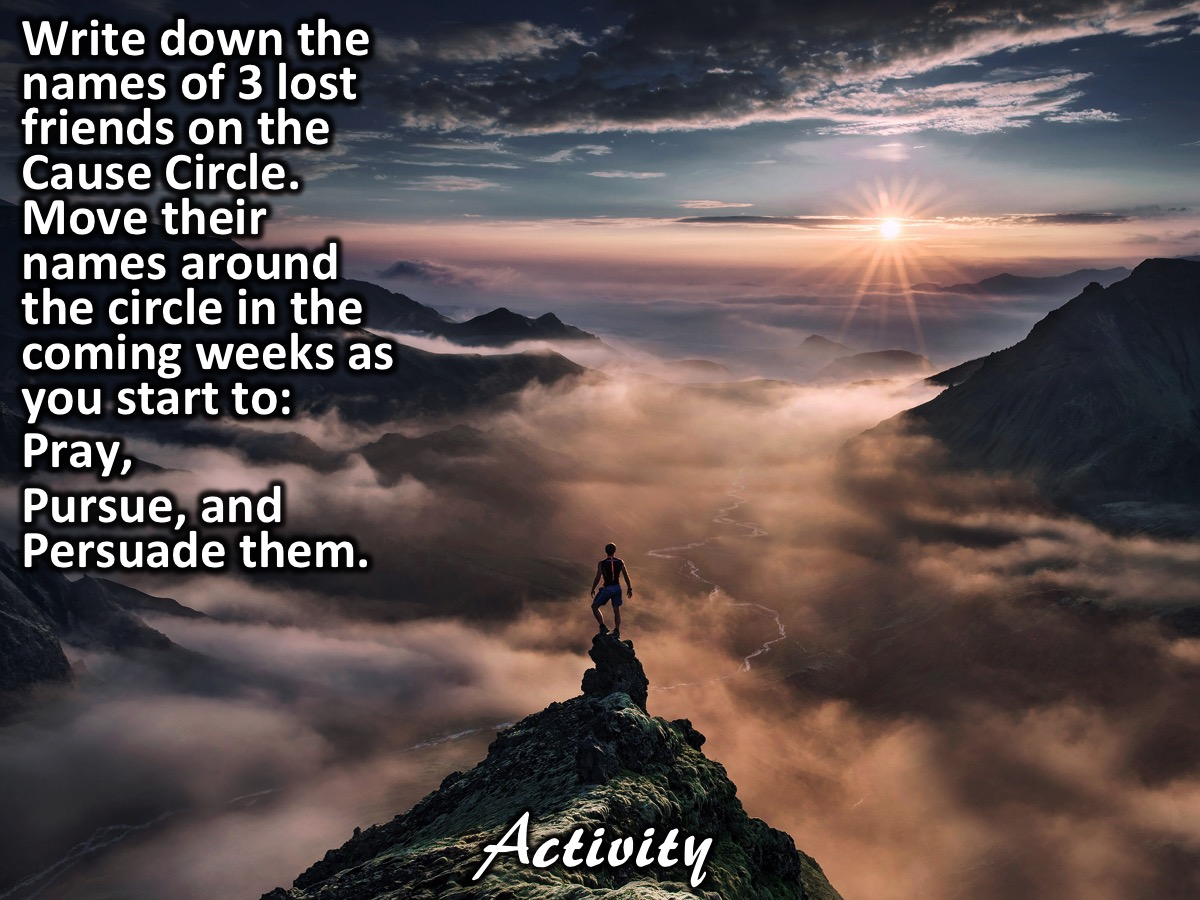 Write down the
names of 3 lost
friends on the
Cause Circle.
Move their
names around
the circle in the
coming weeks as
you start to:
Pray,
Pursue, and
Persuade them.
Activity